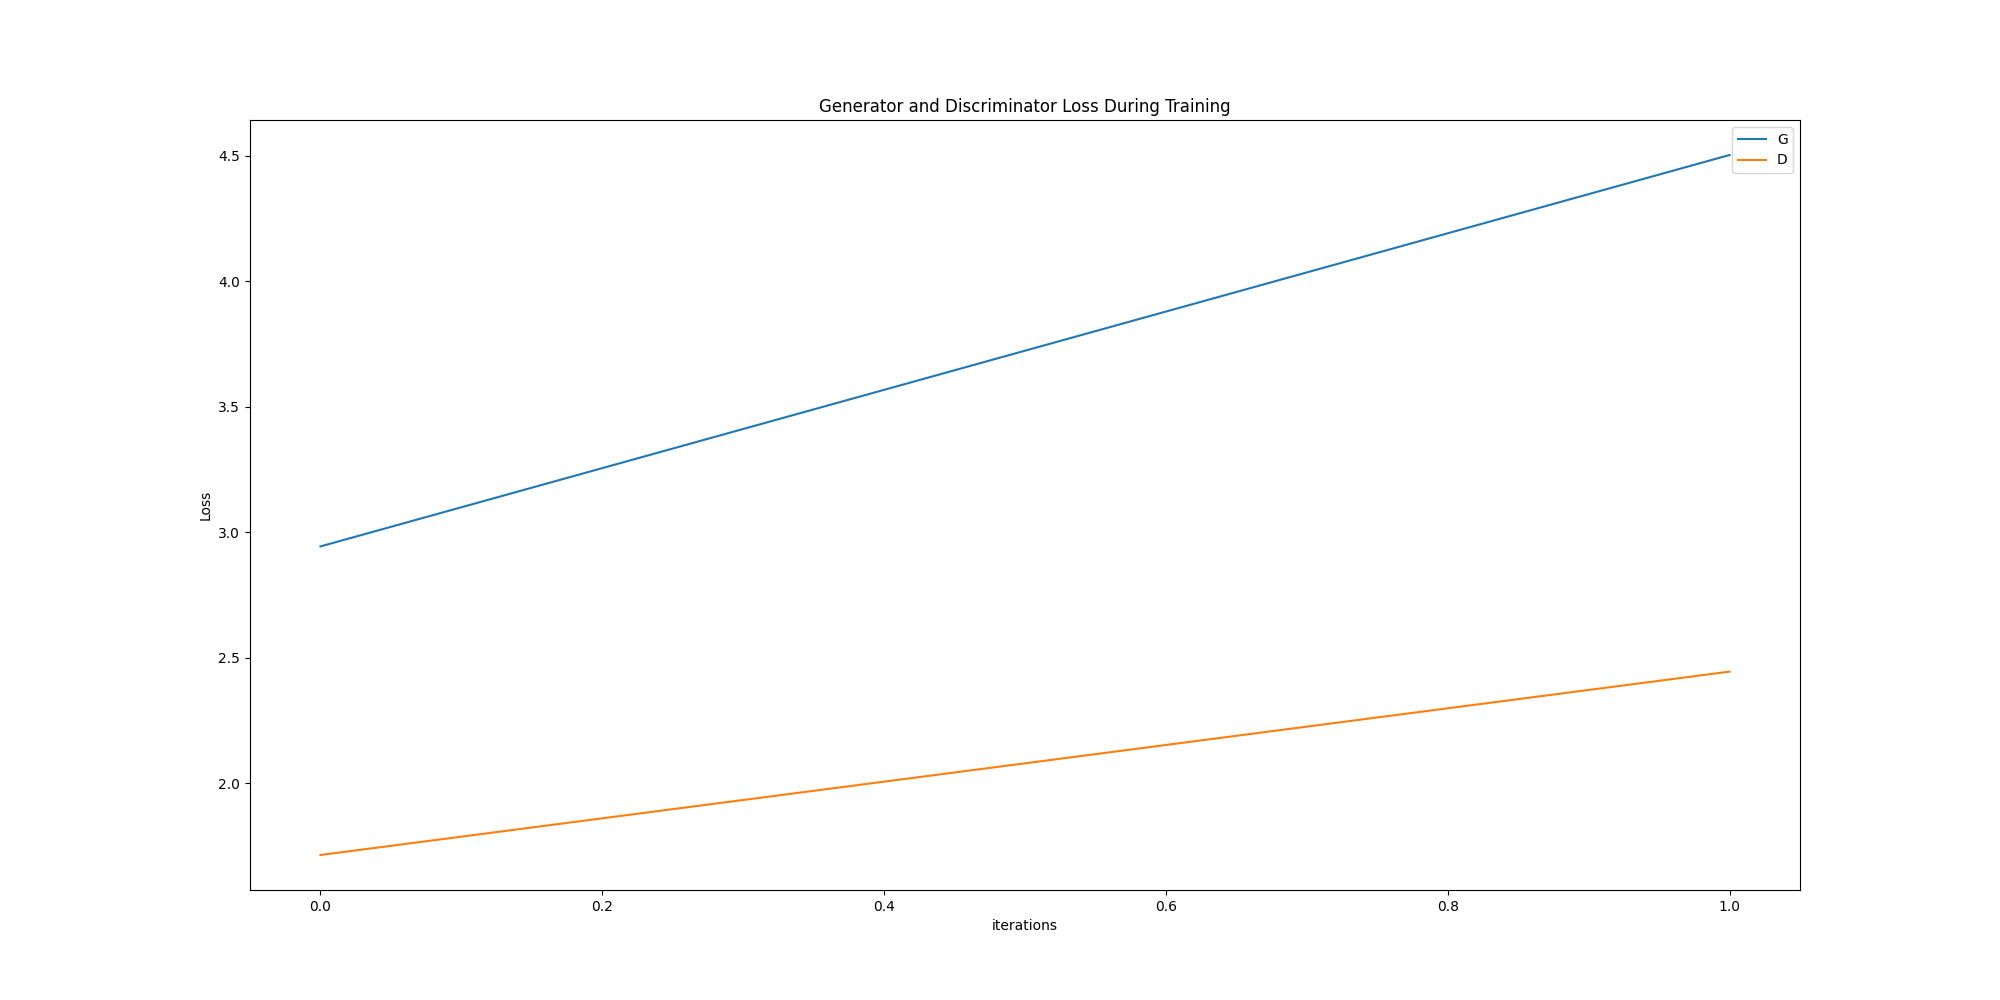 Generator and Discriminator Loss During Training
G
D
4.5
4.0
3.5
3.0
2.5
2.0
Loss
0.0 0.2 0.4 0.6 0.8 1.0
iterations